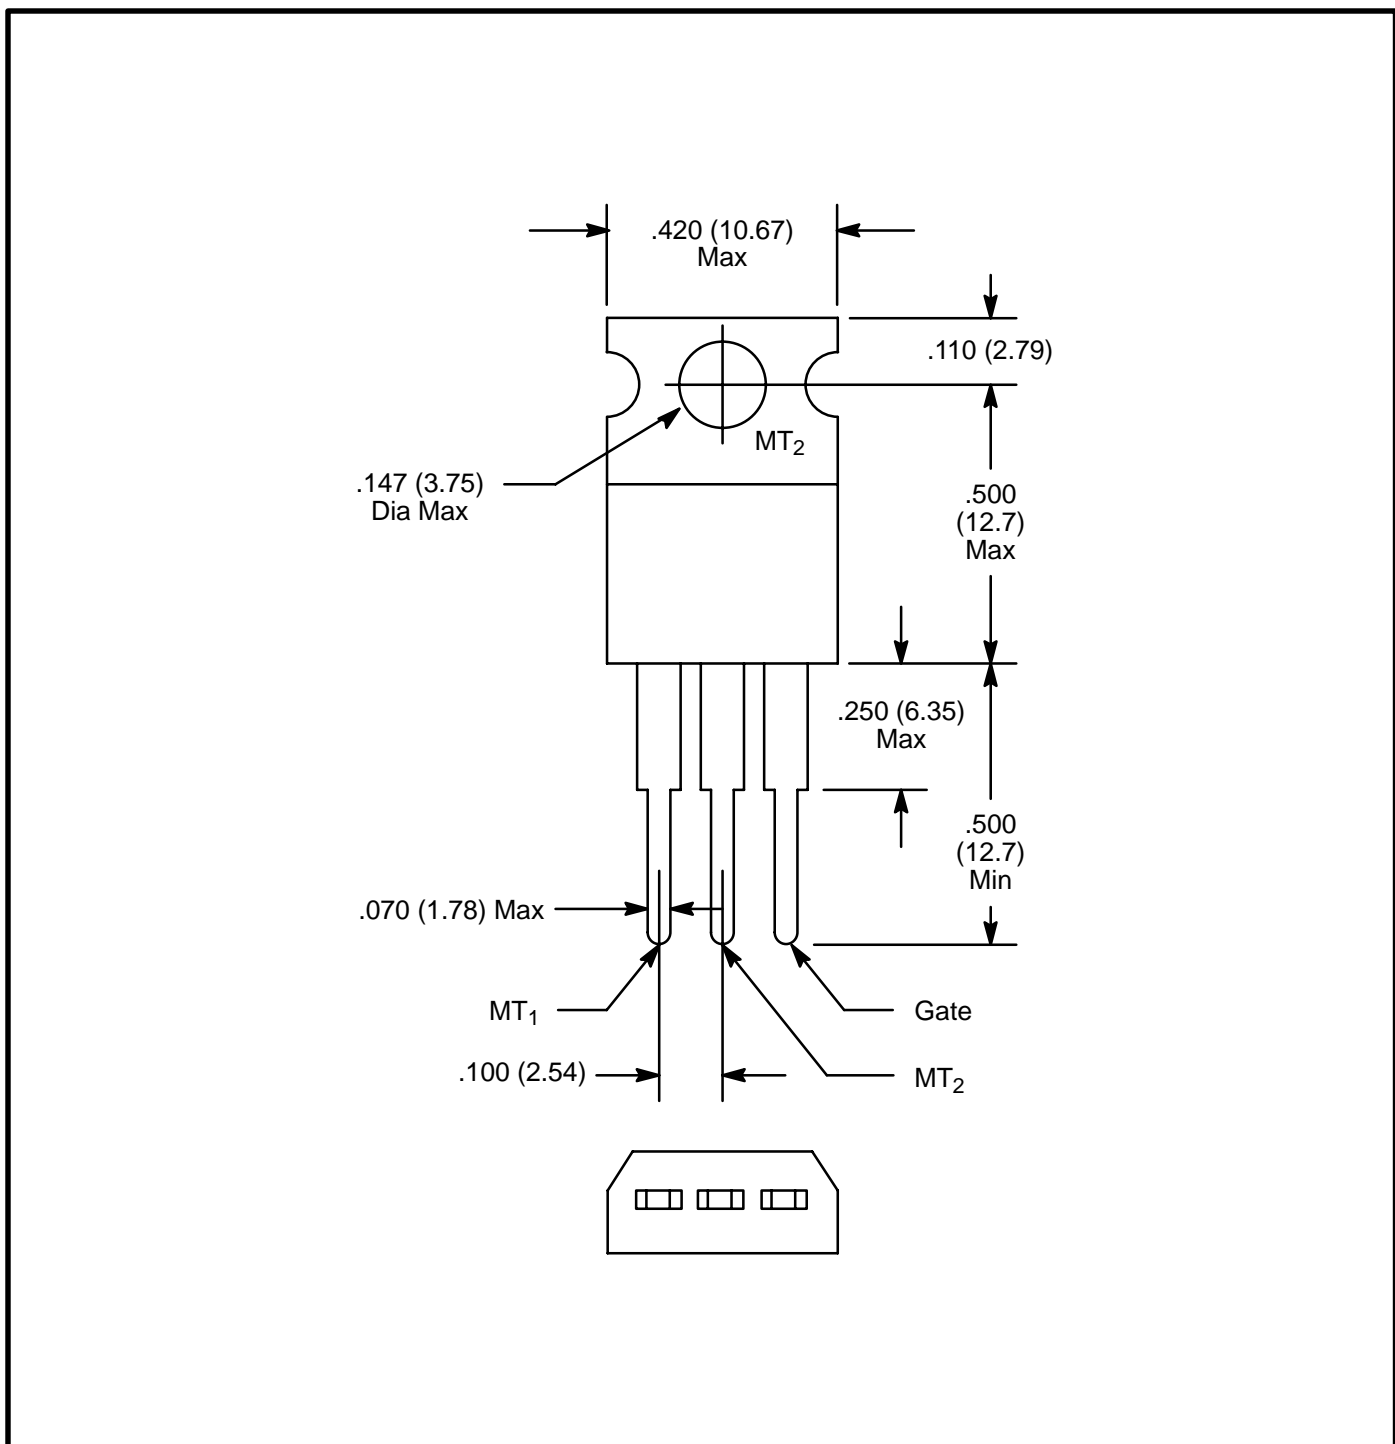 .420 (10.67)
Max
.110 (2.79)
MT₂
.147 (3.75)
Dia Max
.500
(12.7)
Max
.250 (6.35)
Max
.500
(12.7)
Min
.070 (1.78) Max
MT₁
Gate
.100 (2.54)
MT₂